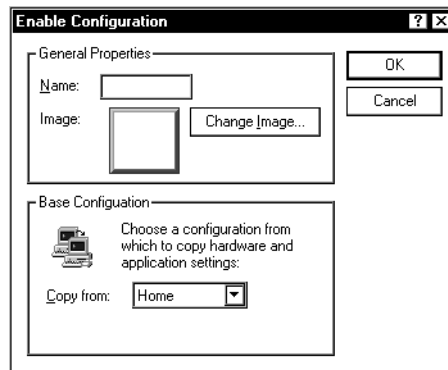 Enable Configuration
General Properties
OK
Name:
Cancel
Image:
Change Image...
Base Configuation
Choose a configuration from
which to copy hardware and
application settings:
Copy from:
Home